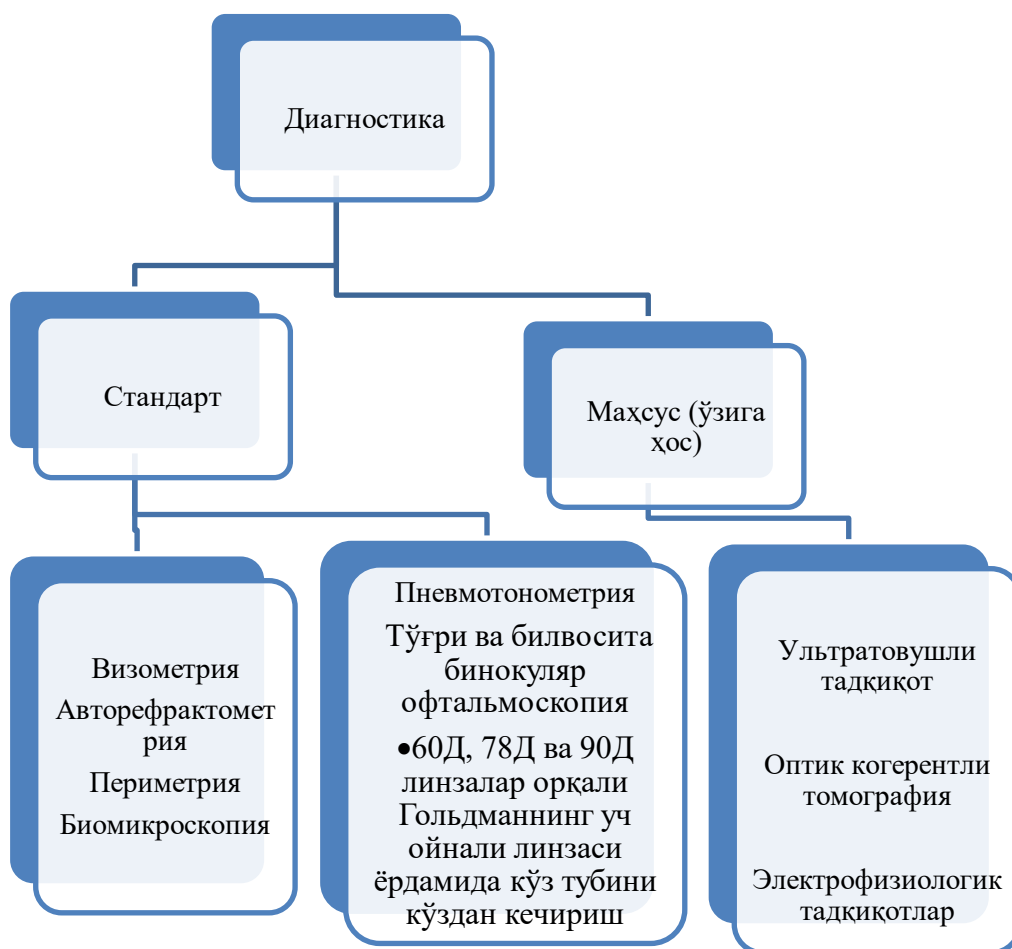 Диагностика
Стандарт
Маҳсус (ўзига
ҳос)
Визометрия
Авторефрактомет
рия
Периметрия
Биомикроскопия
Пневмотонометрия
Тўғри ва билвосита
бинокуляр
офтальмоскопия
•60Д, 78Д ва 90Д
линзалар орқали
Гольдманнинг уч
ойнали линзаси
ёрдамида кўз тубини
кўздан кечириш
Ультратовушли
тадқиқот
Оптик когерентли
томография
Электрофизиологик
тадқиқотлар